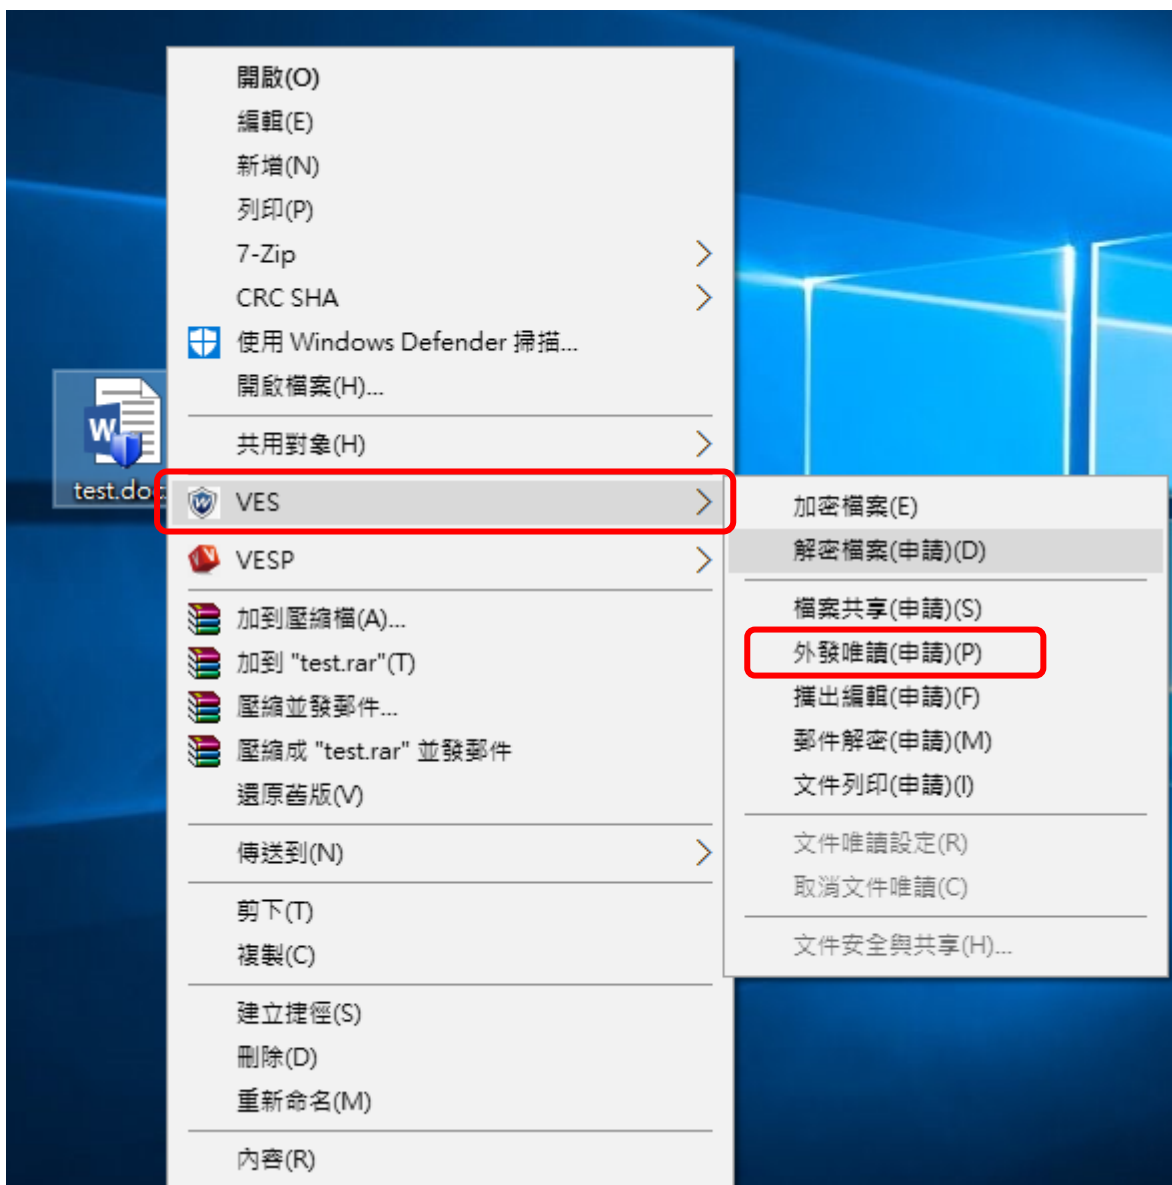 開啟(O)
編輯(E)
新增(N)
列印(P)
7-Zip
CRC SHA
使用 Windows Defender 掃描...
開啟檔案(H)...
共用對象(H)
test.doc
VES
VESP
加到壓縮檔(A)...
加到 "test.rar"(T)
壓縮並發郵件...
壓縮成 "test.rar" 並發郵件
還原舊版(V)
傳送到(N)
剪下(T)
複製(C)
建立捷徑(S)
刪除(D)
重新命名(M)
內容(R)
加密檔案(E)
解密檔案(申請)(D)
檔案共享(申請)(S)
外發唯讀(申請)(P)
攜出編輯(申請)(F)
郵件解密(申請)(M)
文件列印(申請)(I)
文件唯讀設定(R)
取消文件唯讀(C)
文件安全與共享(H)...